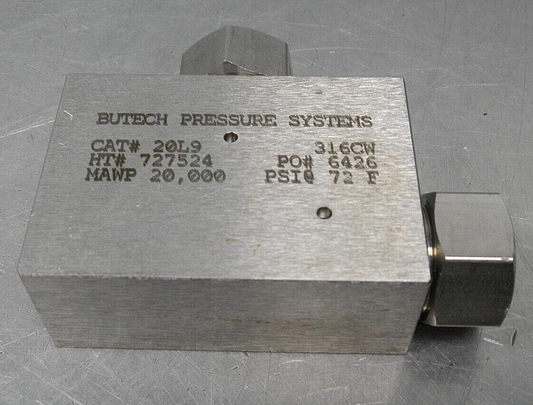 BUTECH PRESSURE SYSTEMS
CAT# 20L9 316CW
HT# 727524 PO# 6426
MAWP 20,000 PSI@ 72 F